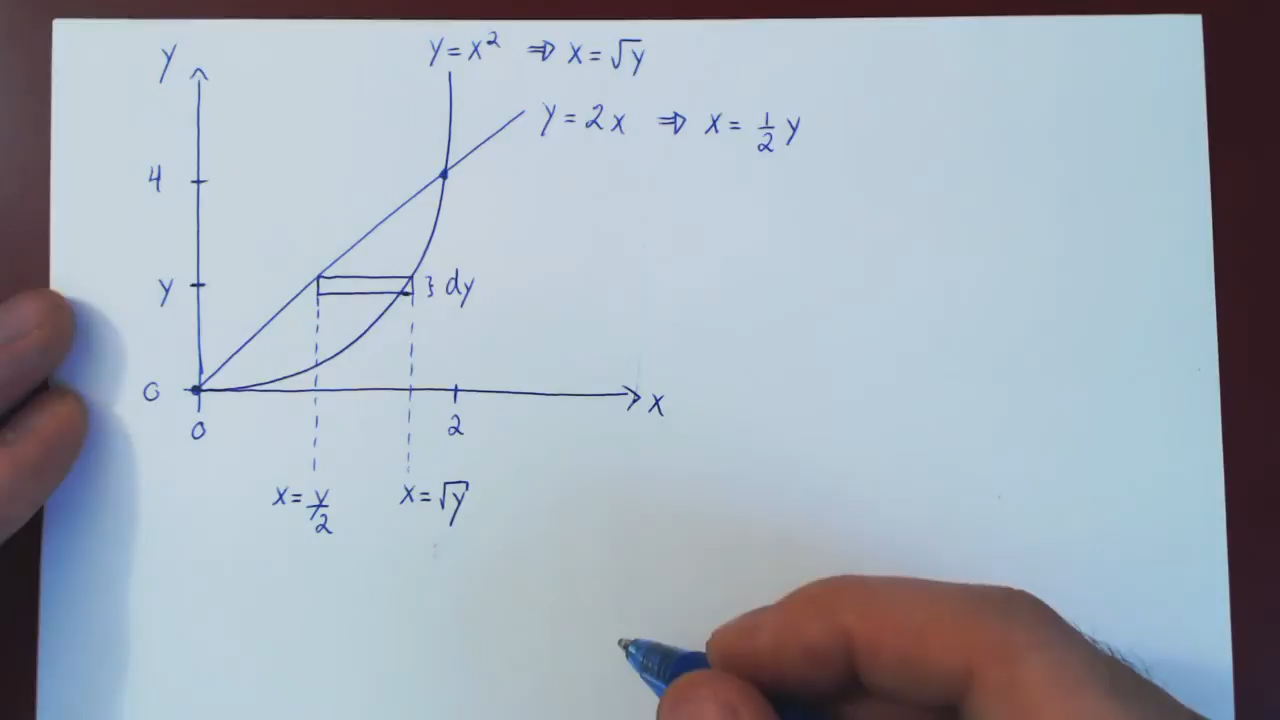 y
y = x² ⇒ x = √y
y = 2x ⇒ x = 1/2 y
4
y
} dy
0
x
0
2
x = y/2
x = √y